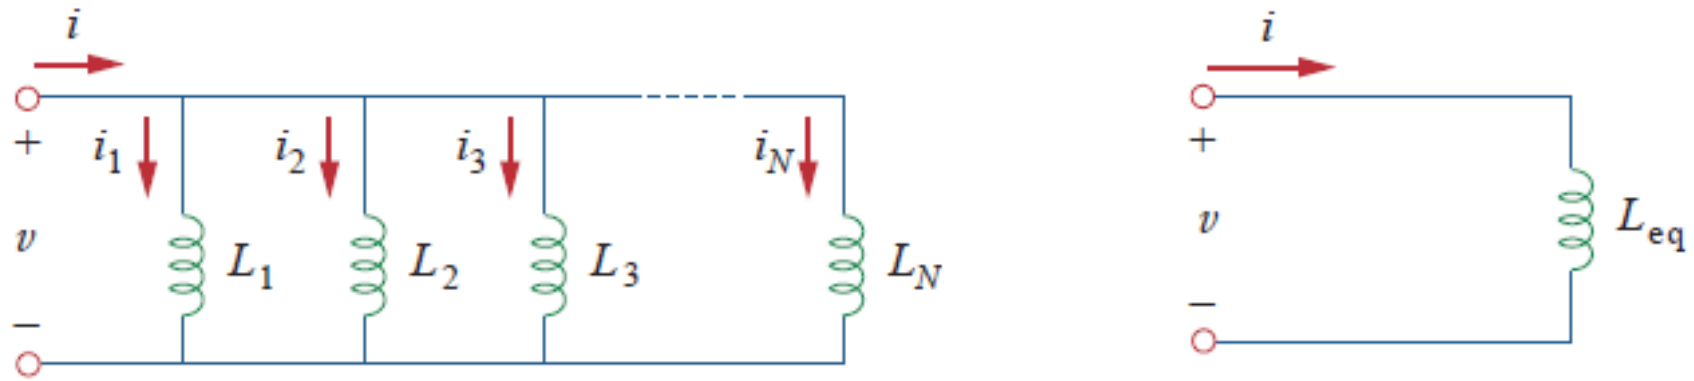 i
+
v
−
i1
L1
i2
L2
i3
L3
iN
LN
i
+
v
−
Leq